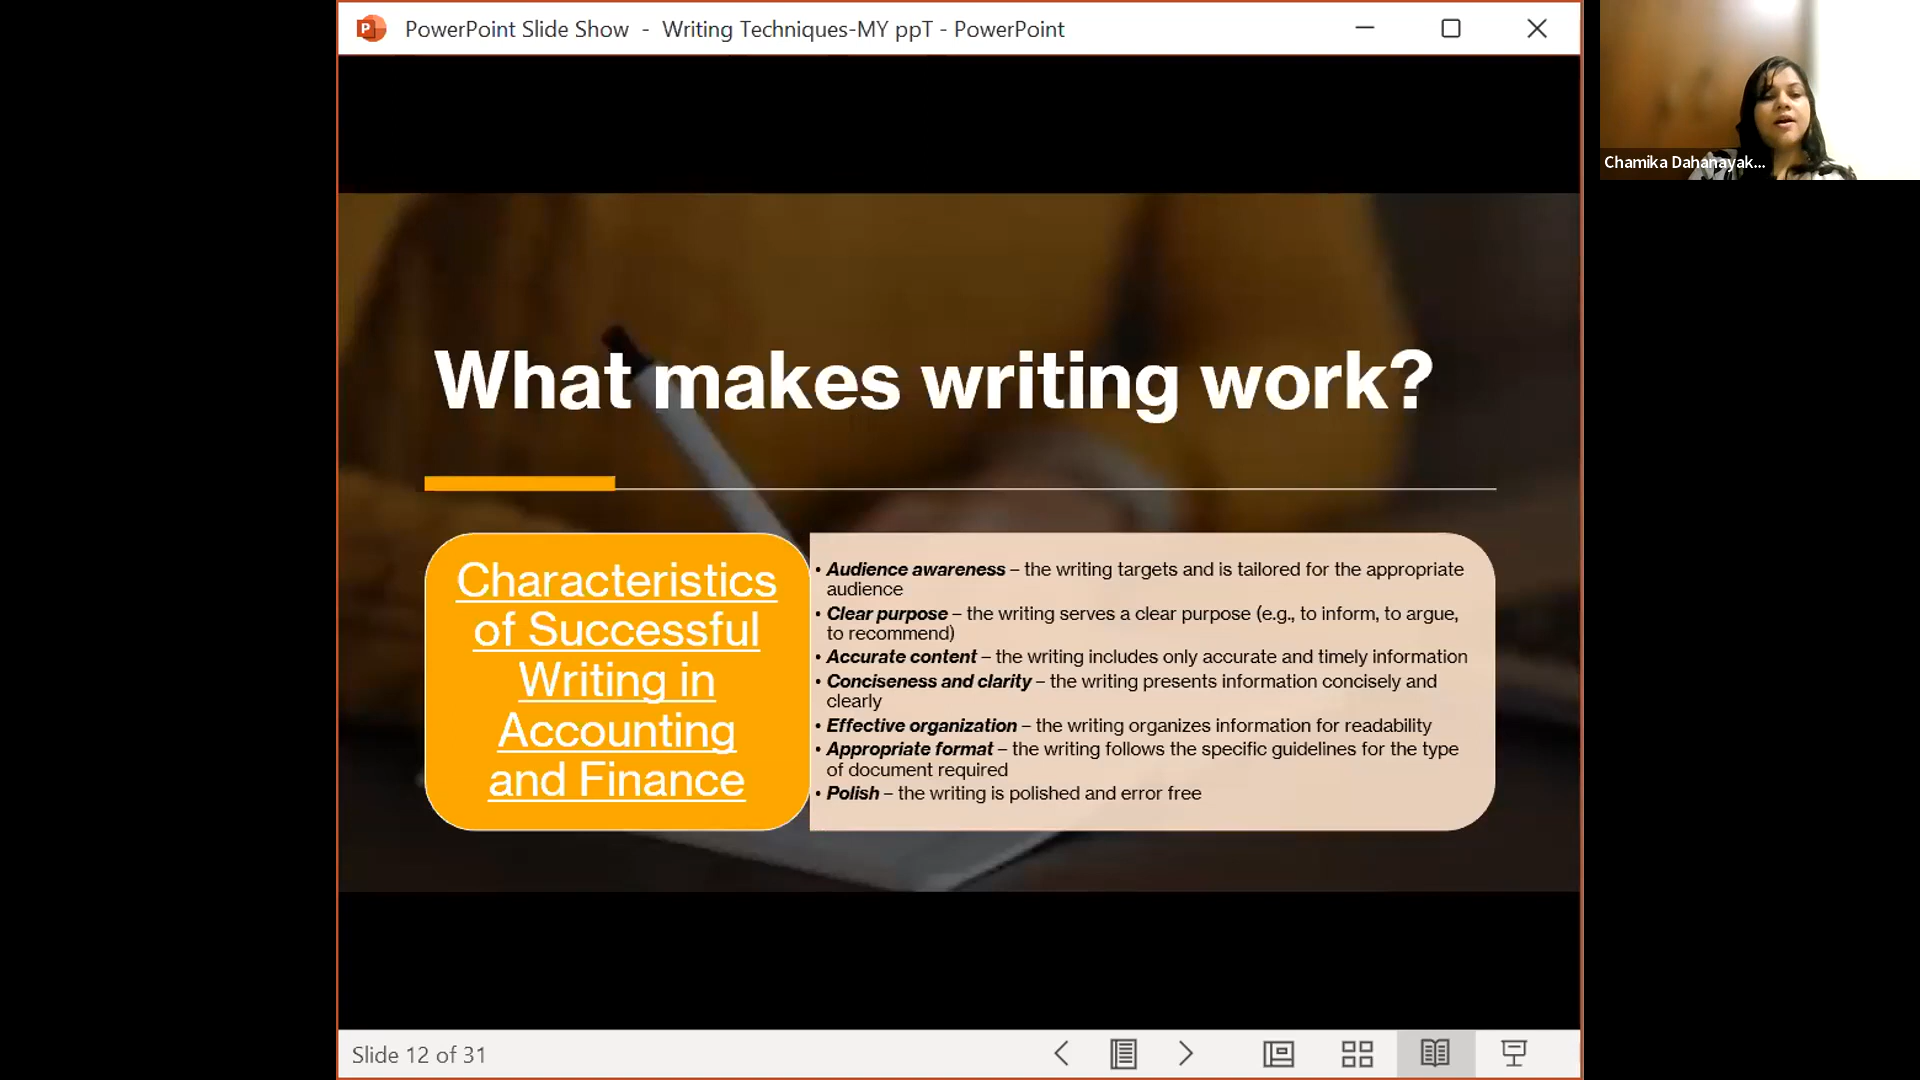 PowerPoint Slide Show - Writing Techniques-MY ppT - PowerPoint
Chamika Dahanayak...
What makes writing work?
Characteristics
of Successful
Writing in
Accounting
and Finance
• Audience awareness – the writing targets and is tailored for the appropriate
audience
• Clear purpose – the writing serves a clear purpose (e.g., to inform, to argue,
to recommend)
• Accurate content – the writing includes only accurate and timely information
• Conciseness and clarity – the writing presents information concisely and
clearly
• Effective organization – the writing organizes information for readability
• Appropriate format – the writing follows the specific guidelines for the type
of document required
• Polish – the writing is polished and error free
Slide 12 of 31